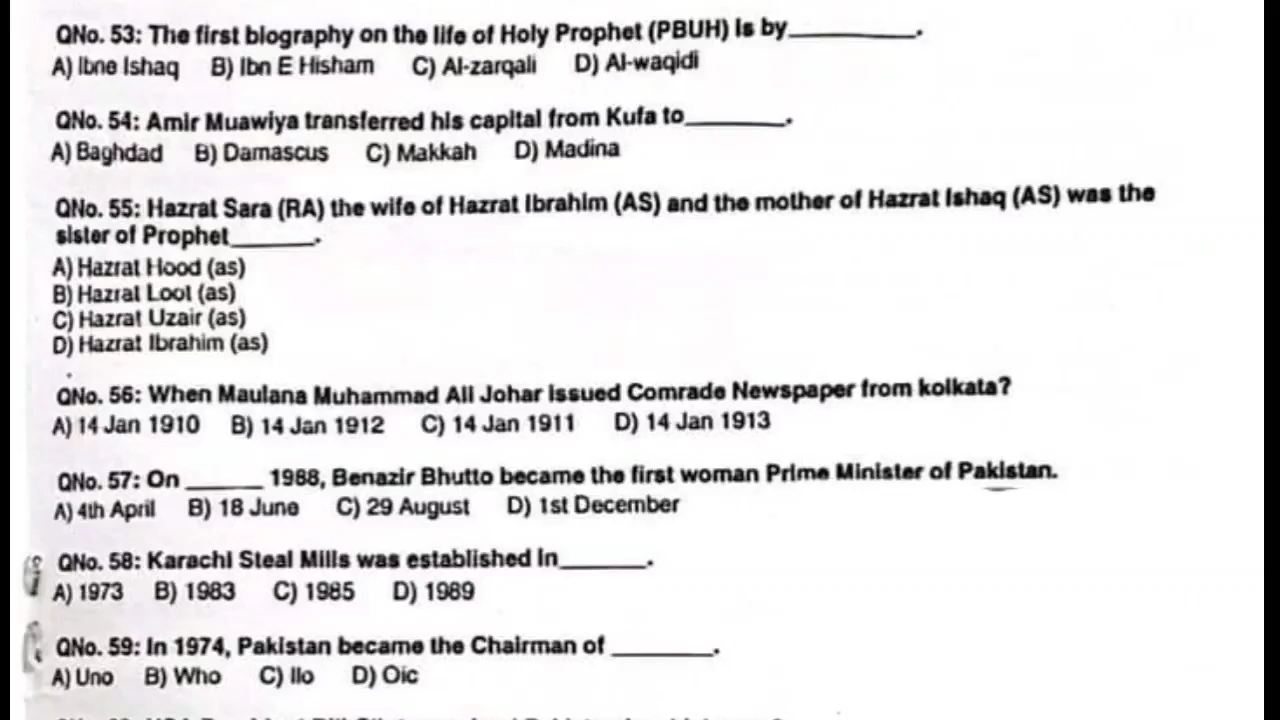 QNo. 53: The first biography on the life of Holy Prophet (PBUH) is by__________.
A) Ibne Ishaq B) Ibn E Hisham C) Al-zarqali D) Al-waqidi
QNo. 54: Amir Muawiya transferred his capital from Kufa to________.
A) Baghdad B) Damascus C) Makkah D) Madina
QNo. 55: Hazrat Sara (RA) the wife of Hazrat Ibrahim (AS) and the mother of Hazrat Ishaq (AS) was the
sister of Prophet_______.
A) Hazrat Hood (as)
B) Hazrat Loot (as)
C) Hazrat Uzair (as)
D) Hazrat Ibrahim (as)
QNo. 56: When Maulana Muhammad Ali Johar issued Comrade Newspaper from kolkata?
A) 14 Jan 1910 B) 14 Jan 1912 C) 14 Jan 1911 D) 14 Jan 1913
QNo. 57: On ______ 1988, Benazir Bhutto became the first woman Prime Minister of Pakistan.
A) 4th April B) 18 June C) 29 August D) 1st December
QNo. 58: Karachi Steal Mills was established in_______.
A) 1973 B) 1983 C) 1985 D) 1989
QNo. 59: In 1974, Pakistan became the Chairman of ________.
A) Uno B) Who C) Ilo D) Oic